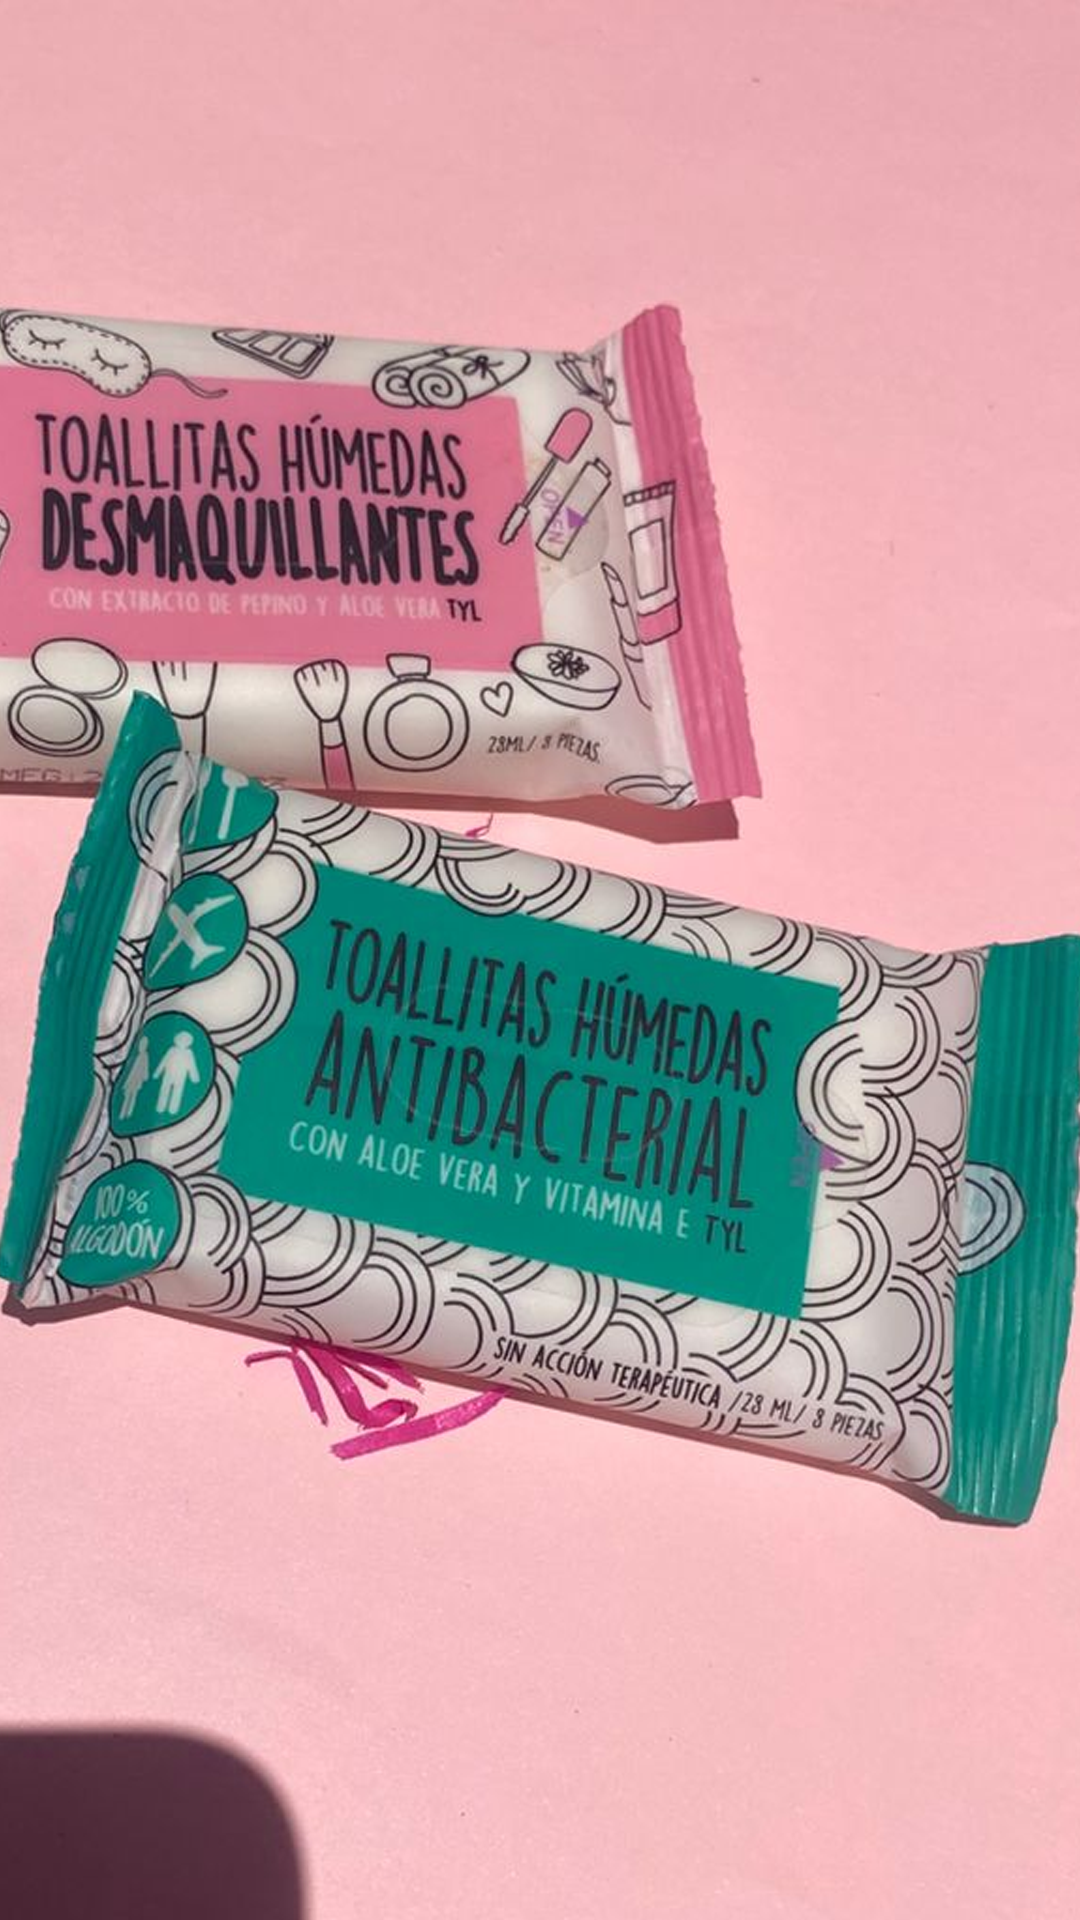 TOALLITAS HÚMEDAS
DESMAQUILLANTES
CON EXTRACTO DE PEPINO Y ALOE VERA TYL
OPEN
28ML/ 8 PIEZAS
TOALLITAS HÚMEDAS
ANTIBACTERIAL
CON ALOE VERA Y VITAMINA E TYL
100%
ALGODÓN
SIN ACCIÓN TERAPÉUTICA /28 ML/ 8 PIEZAS